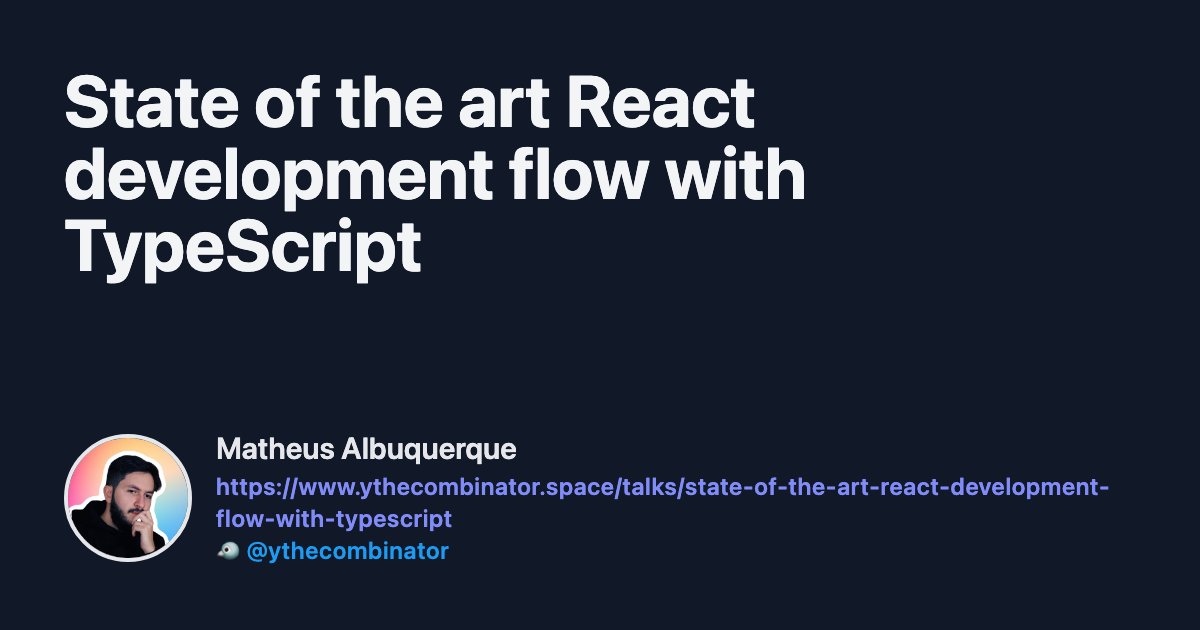 State of the art React
development flow with
TypeScript
Matheus Albuquerque
https://www.ythecombinator.space/talks/state-of-the-art-react-development-
flow-with-typescript
@ythecombinator